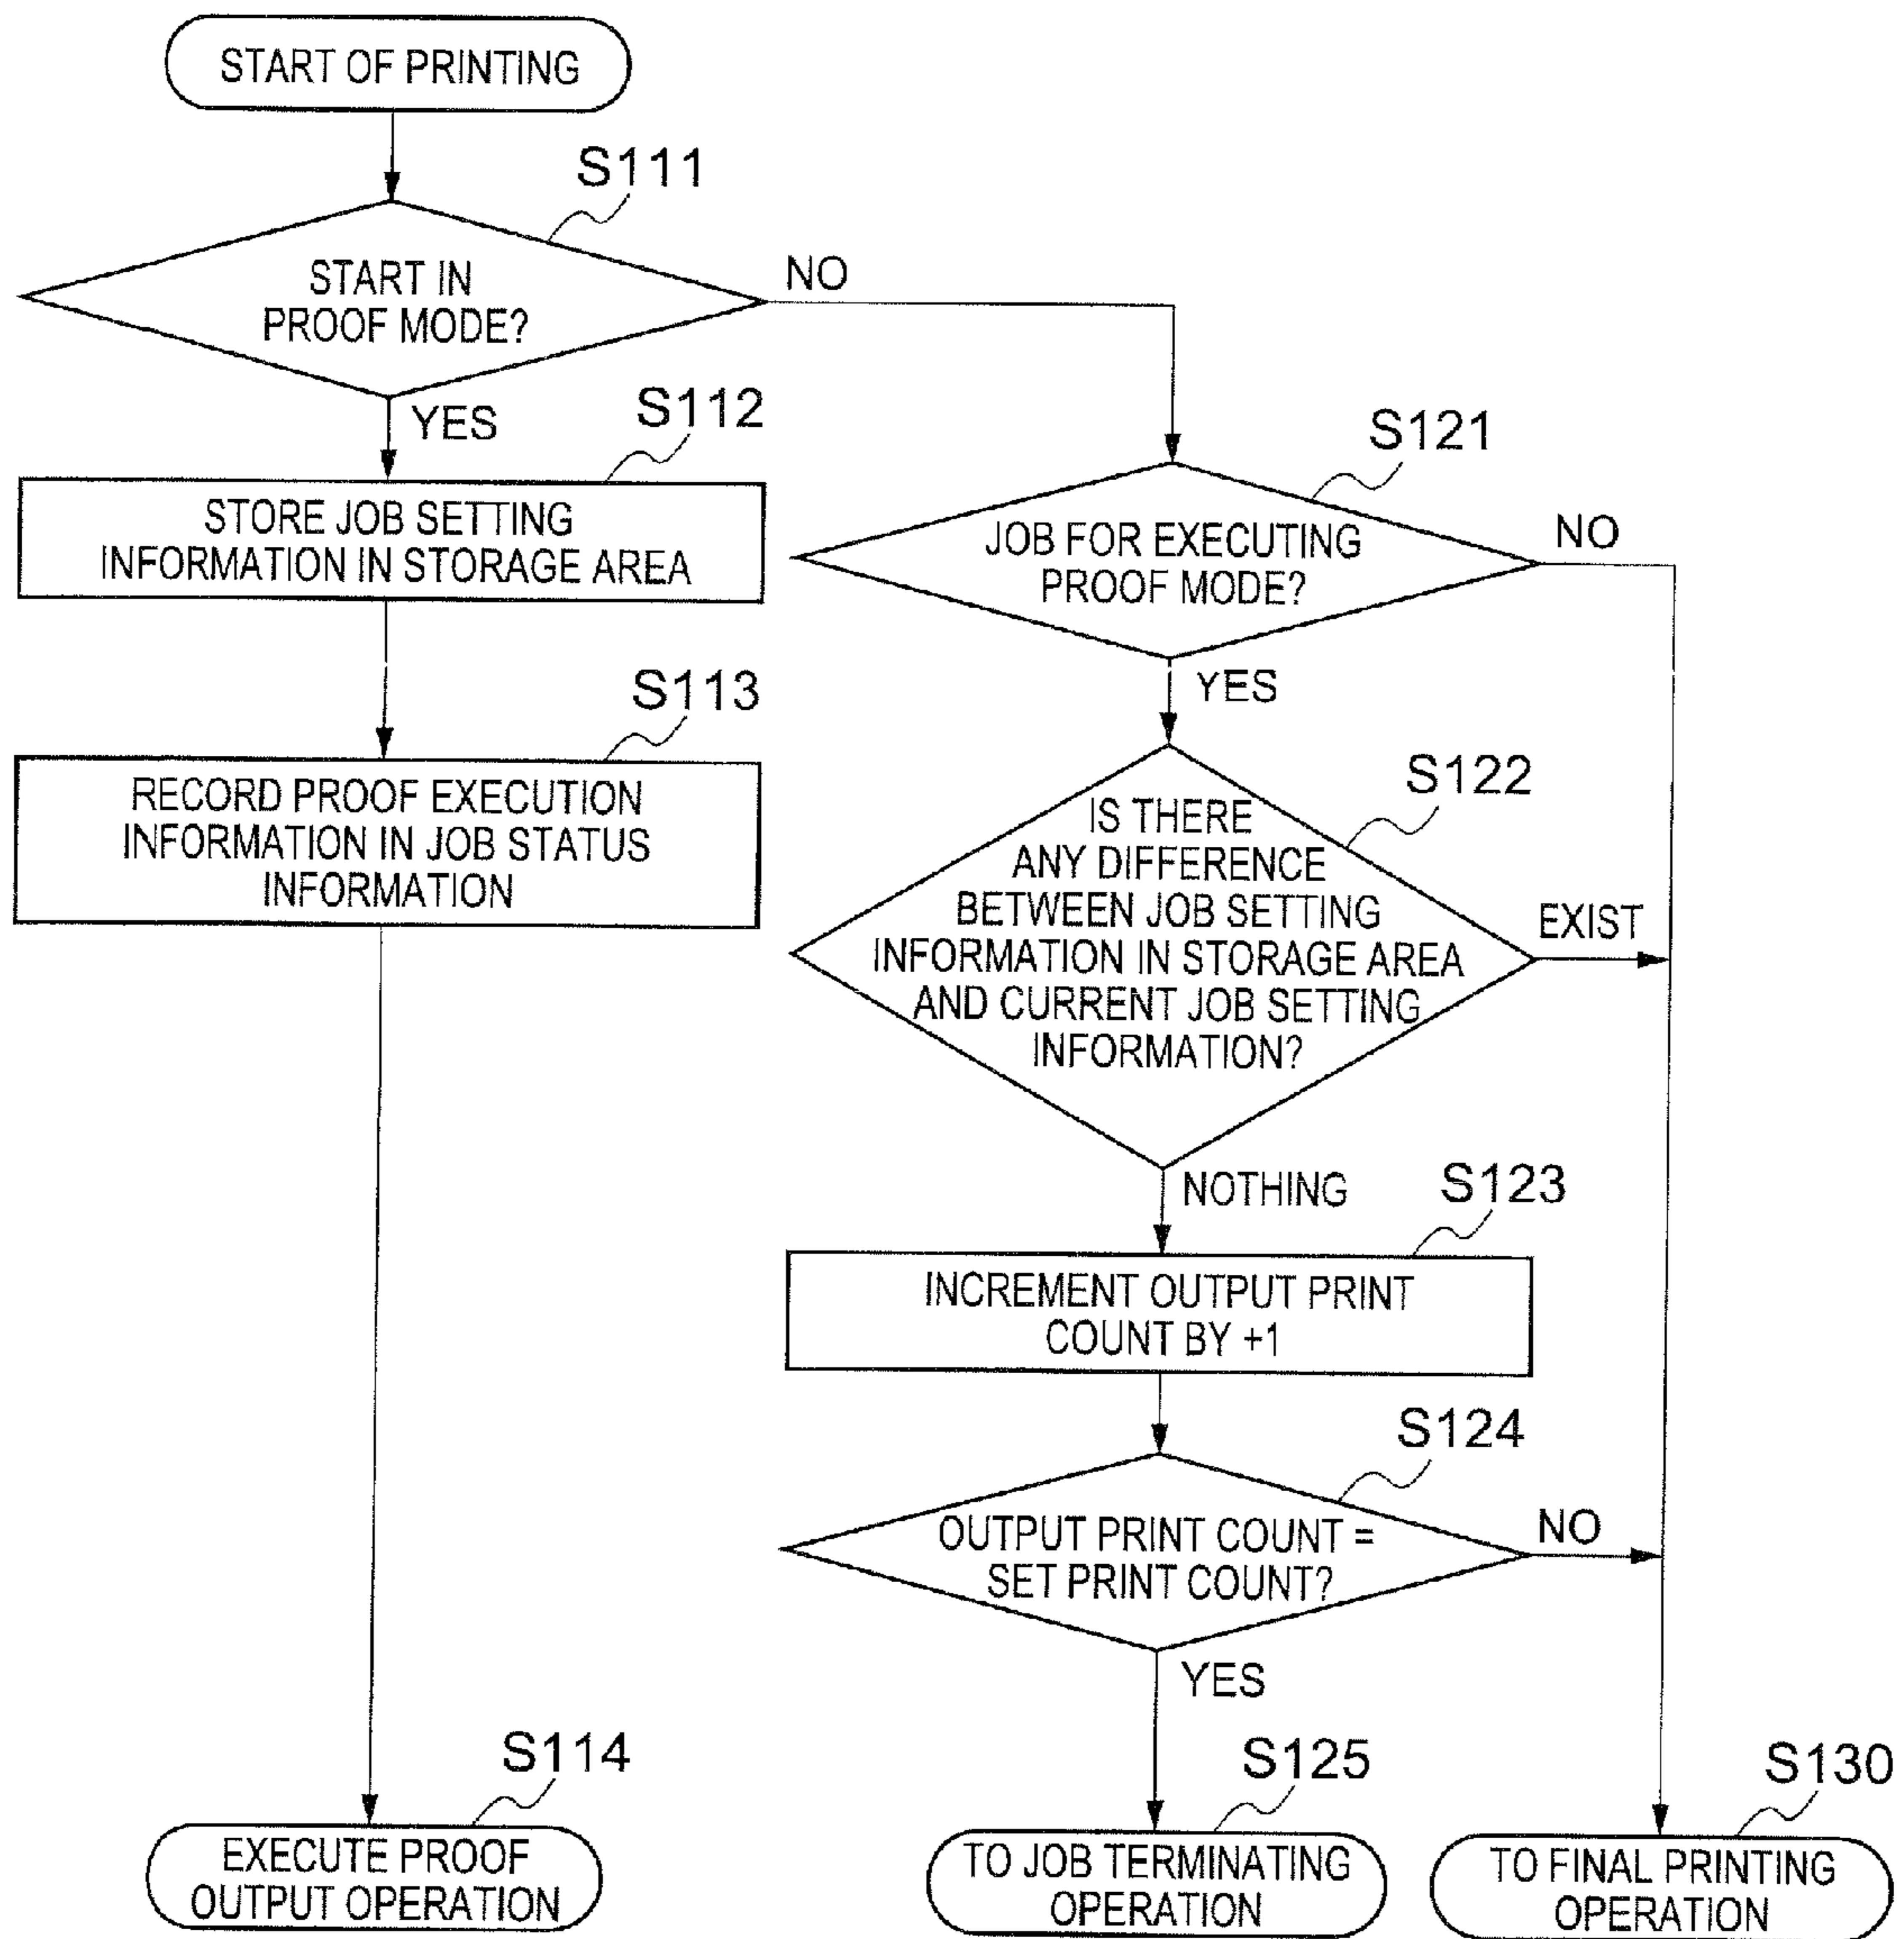 START OF PRINTING
S111
START IN
PROOF MODE?
NO
YES
S112
STORE JOB SETTING
INFORMATION IN STORAGE AREA
S113
RECORD PROOF EXECUTION
INFORMATION IN JOB STATUS
INFORMATION
S114
EXECUTE PROOF
OUTPUT OPERATION
S121
JOB FOR EXECUTING
PROOF MODE?
NO
YES
S122
IS THERE
ANY DIFFERENCE
BETWEEN JOB SETTING
INFORMATION IN STORAGE AREA
AND CURRENT JOB SETTING
INFORMATION?
EXIST
NOTHING
S123
INCREMENT OUTPUT PRINT
COUNT BY +1
S124
OUTPUT PRINT COUNT =
SET PRINT COUNT?
NO
YES
S125
TO JOB TERMINATING
OPERATION
S130
TO FINAL PRINTING
OPERATION